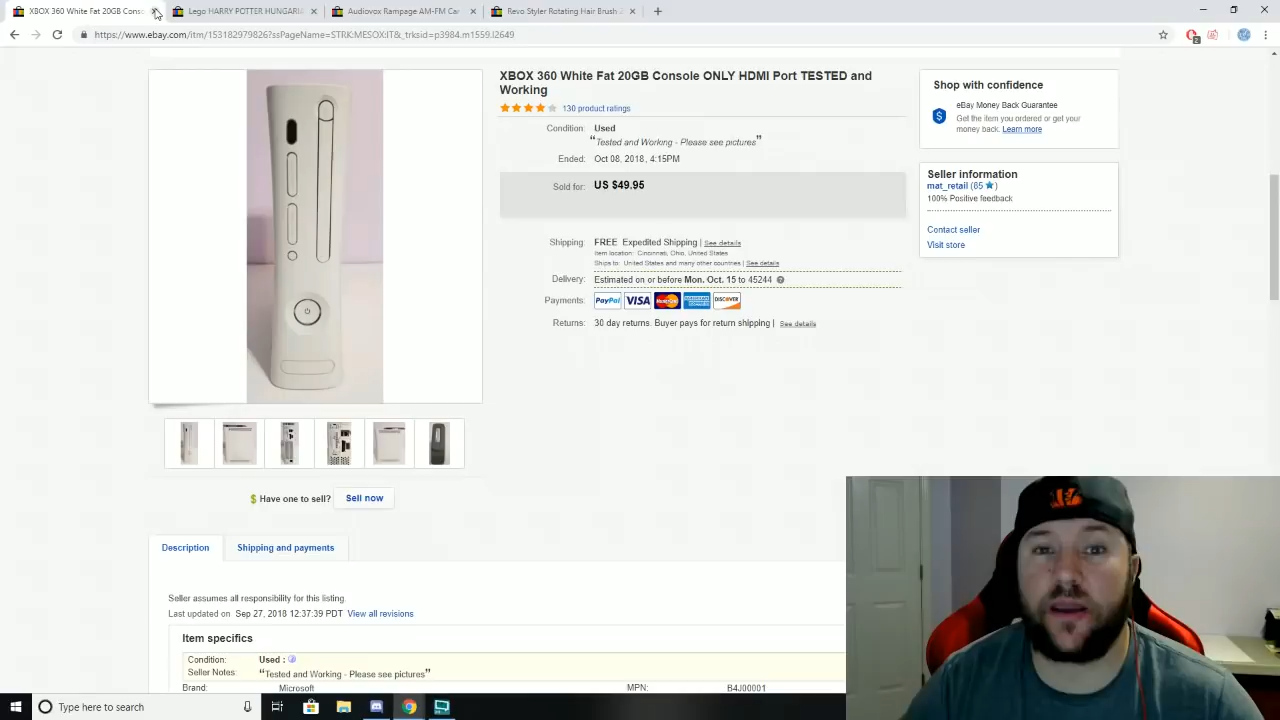 XBOX 360 White Fat 20GB Conso
Lego HARRY POTTER HUNGARIA
Audiovox Rampage AM-FM Car
Revo Styler Rotating Hair Brush
https://www.ebay.com/itm/153182979826?ssPageName=STRK:MESOX:IT&_trksid=p3984.m1559.l2649
XBOX 360 White Fat 20GB Console ONLY HDMI Port TESTED and
Working
130 product ratings
Condition: Used
“Tested and Working - Please see pictures”
Ended: Oct 08, 2018 , 4:15PM
Sold for: US $49.95
Shipping: FREE Expedited Shipping | See details
Item location: Cincinnati, Ohio, United States
Ships to: United States and many other countries | See details
Delivery: Estimated on or before Mon. Oct. 15 to 45244
Payments: PayPal VISA MasterCard DISCOVER
Returns: 30 day returns. Buyer pays for return shipping | See details
Shop with confidence
eBay Money Back Guarantee
Get the item you ordered or get your
money back. Learn more
Seller information
mat_retail (85)
100% Positive feedback
Contact seller
Visit store
Have one to sell? Sell now
Description
Shipping and payments
Seller assumes all responsibility for this listing.
Last updated on Sep 27, 2018 12:37:39 PDT View all revisions
Item specifics
Condition: Used :
Seller Notes: “Tested and Working - Please see pictures”
Brand: Microsoft MPN: B4J00001
Type here to search